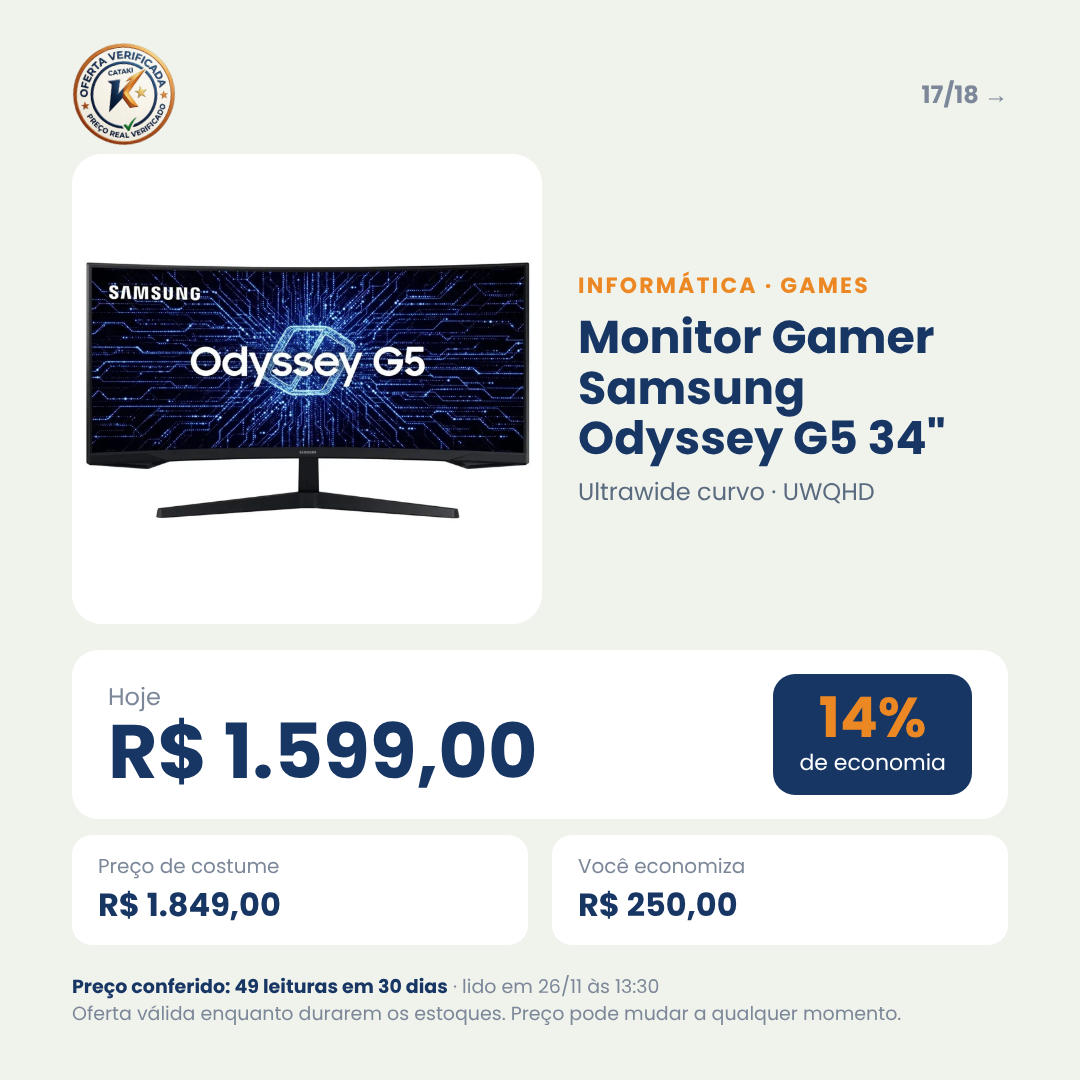 OFERTA VERIFICADA
CATAKI
K
PREÇO REAL VERIFICADO
17/18 →
SAMSUNG
Odyssey G5
SAMSUNG
INFORMÁTICA · GAMES
Monitor Gamer
Samsung
Odyssey G5 34"
Ultrawide curvo · UWQHD
Hoje
R$ 1.599,00
14%
de economia
Preço de costume
R$ 1.849,00
Você economiza
R$ 250,00
Preço conferido: 49 leituras em 30 dias · lido em 26/11 às 13:30
Oferta válida enquanto durarem os estoques. Preço pode mudar a qualquer momento.